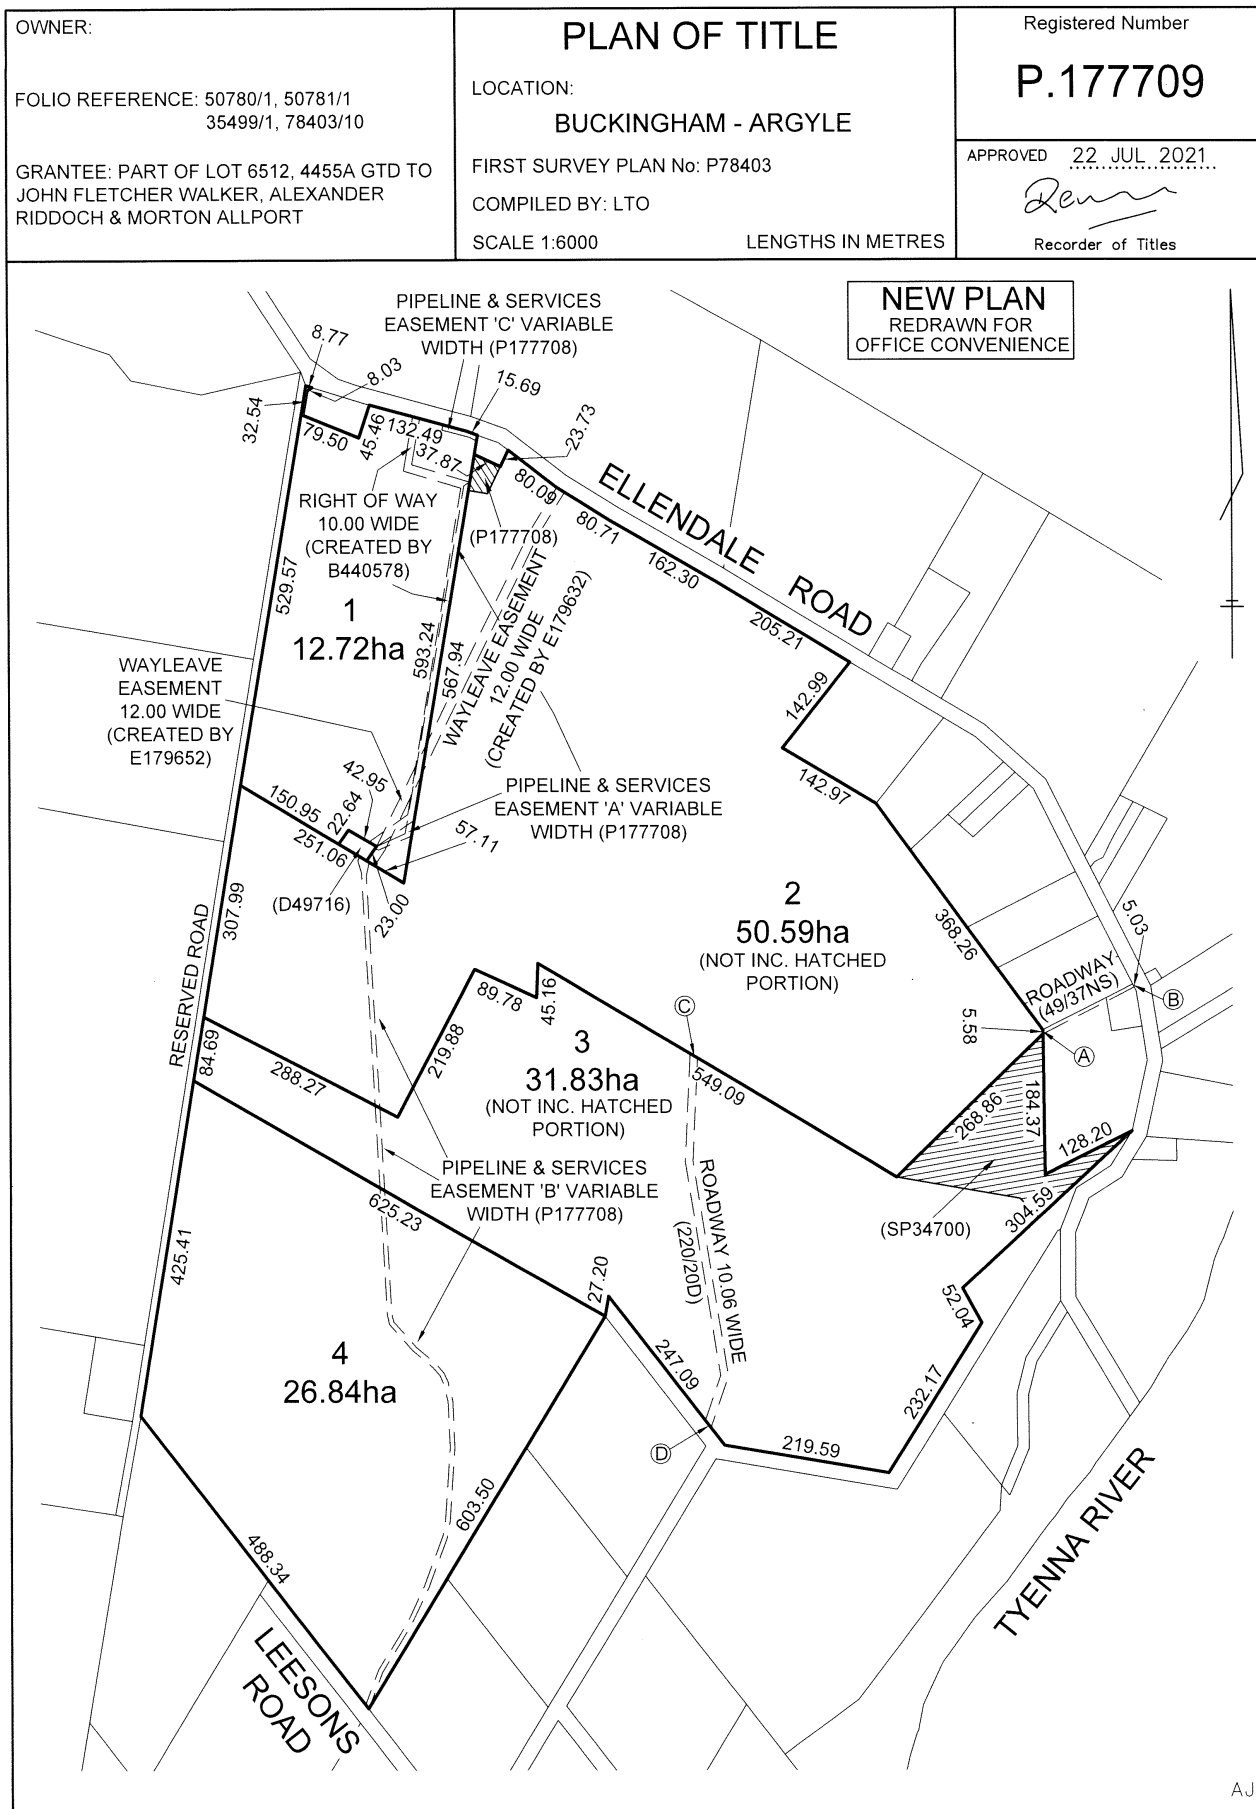 OWNER:
FOLIO REFERENCE: 50780/1, 50781/1
35499/1, 78403/10
GRANTEE: PART OF LOT 6512, 4455A GTD TO
JOHN FLETCHER WALKER, ALEXANDER
RIDDOCH & MORTON ALLPORT
PLAN OF TITLE
LOCATION:
BUCKINGHAM - ARGYLE
FIRST SURVEY PLAN No: P78403
COMPILED BY: LTO
SCALE 1:6000 LENGTHS IN METRES
Registered Number
P.177709
APPROVED 22 JUL 2021
Recorder of Titles
NEW PLAN
REDRAWN FOR
OFFICE CONVENIENCE
PIPELINE & SERVICES
EASEMENT 'C' VARIABLE
WIDTH (P177708)
8.77
8.03
15.69
23.73
32.54
79.50
45.46
132.49
37.87
80.09
80.71
162.30
205.21
ELLENDALE ROAD
RIGHT OF WAY
10.00 WIDE
(CREATED BY
B440578)
(P177708)
WAYLEAVE EASEMENT
12.00 WIDE
(CREATED BY E179632)
529.57
1
12.72ha
593.24
567.94
142.99
142.97
WAYLEAVE
EASEMENT
12.00 WIDE
(CREATED BY
E179652)
PIPELINE & SERVICES
EASEMENT 'A' VARIABLE
WIDTH (P177708)
42.95
150.95
22.64
251.06
57.11
(D49716)
23.00
307.99
RESERVED ROAD
2
50.59ha
(NOT INC. HATCHED
PORTION)
368.26
5.03
ROADWAY
(49/37NS)
B
5.58
A
C
89.78
45.16
219.88
84.69
288.27
3
31.83ha
(NOT INC. HATCHED
PORTION)
549.09
268.86
184.37
128.20
304.59
(SP34700)
PIPELINE & SERVICES
EASEMENT 'B' VARIABLE
WIDTH (P177708)
625.23
ROADWAY 10.06 WIDE
(220/20D)
425.41
27.20
52.04
4
26.84ha
247.09
232.17
D
219.59
603.50
488.34
LEESONS
ROAD
TYENNA RIVER
AJ